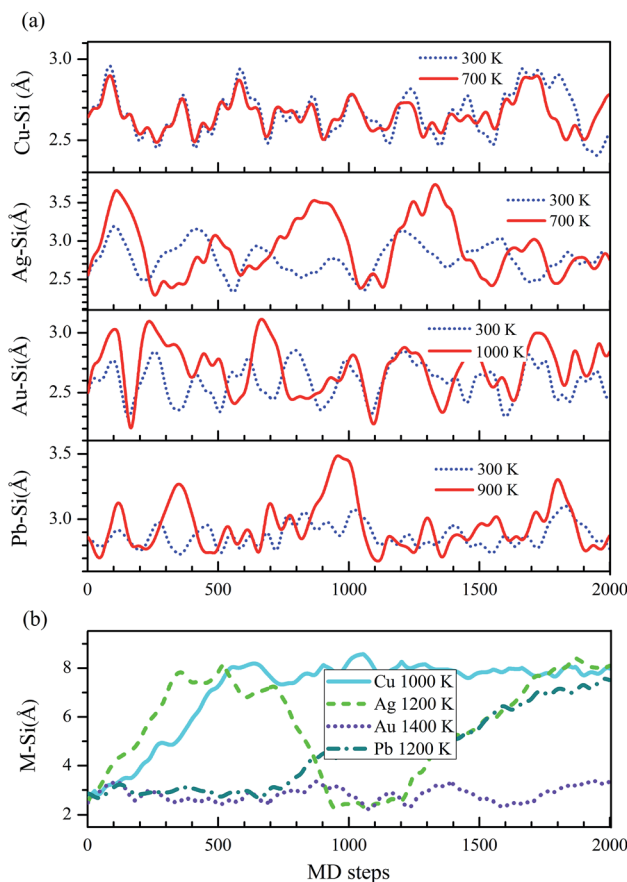 (a)
Cu-Si (Å)
3.0
2.5
300 K
700 K
Ag-Si(Å)
3.5
3.0
2.5
300 K
700 K
Au-Si(Å)
3.0
2.5
300 K
1000 K
Pb-Si(Å)
3.5
3.0
300 K
900 K
0 500 1000 1500 2000
(b)
M-Si(Å)
8
6
4
2
Cu 1000 K
Ag 1200 K
Au 1400 K
Pb 1200 K
0 500 1000 1500 2000
MD steps